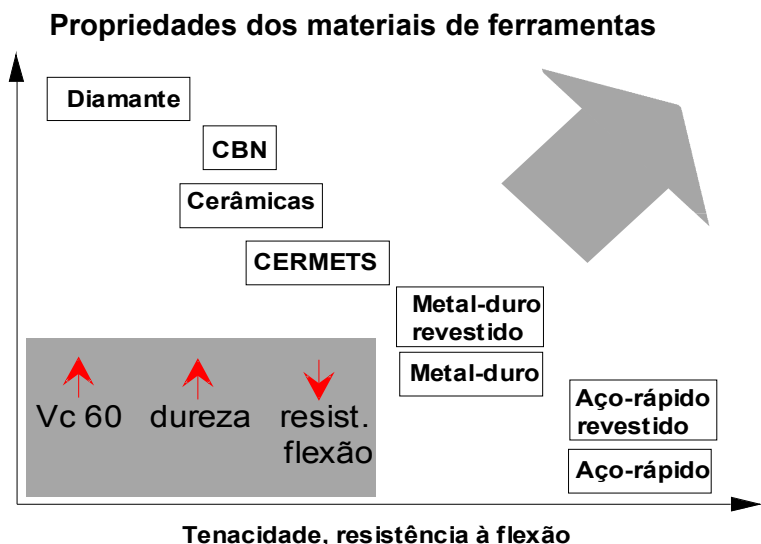 Propriedades dos materiais de ferramentas
Diamante
CBN
Cerâmicas
CERMETS
Metal-duro
revestido
Metal-duro
Aço-rápido
revestido
Aço-rápido
Vc 60 dureza resist.
flexão
Tenacidade, resistência à flexão